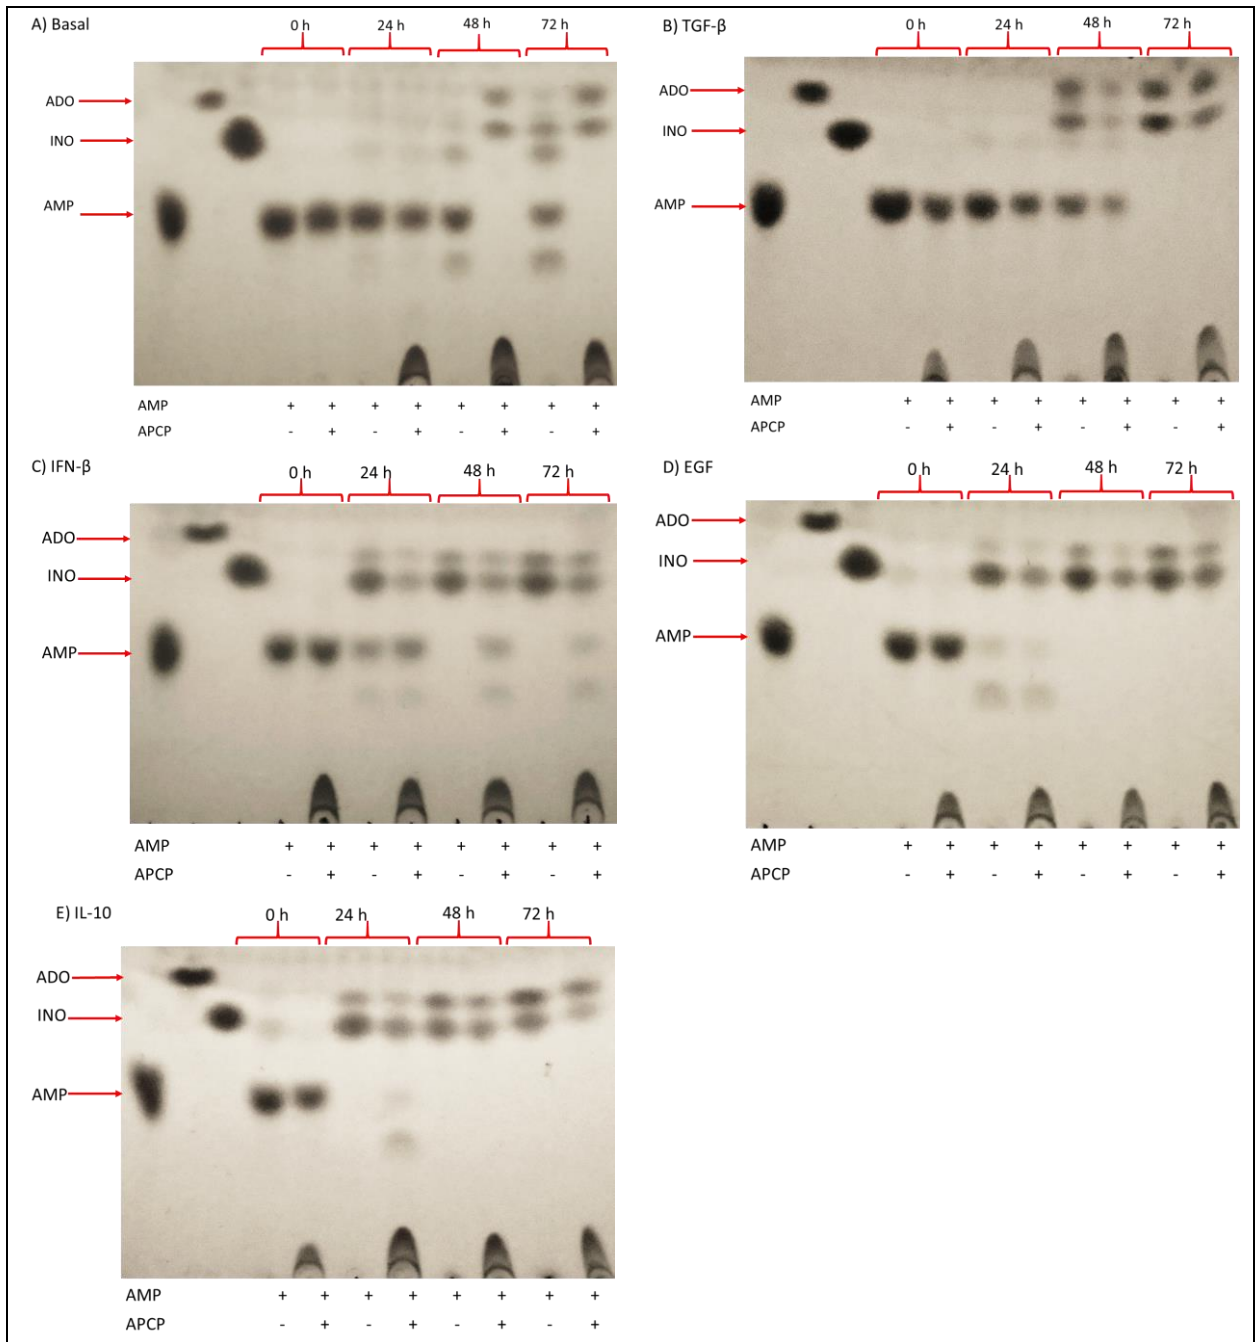 A) Basal
0 h 24 h 48 h 72 h
ADO
INO
AMP
AMP + + + + + + + +
APCP - + - + - + - +
B) TGF-β
0 h 24 h 48 h 72 h
ADO
INO
AMP
AMP + + + + + + + +
APCP - + - + - + - +
C) IFN-β
0 h 24 h 48 h 72 h
ADO
INO
AMP
AMP + + + + + + + +
APCP - + - + - + - +
D) EGF
0 h 24 h 48 h 72 h
ADO
INO
AMP
AMP + + + + + + + +
APCP - + - + - + - +
E) IL-10
0 h 24 h 48 h 72 h
ADO
INO
AMP
AMP + + + + + + + +
APCP - + - + - + - +